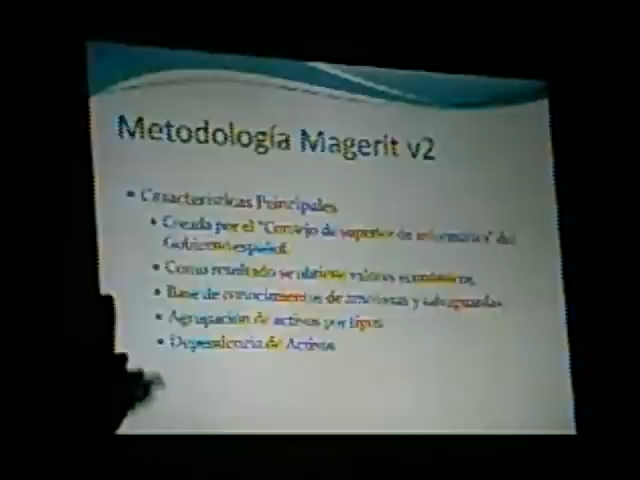 Metodología Magerit v2
• Características Principales
• Creada por el "Consejo de superior de informática" del
Gobierno español.
• Como resultado se obtiene valores económicos.
• Base de conocimientos de amenazas y salvaguardas
• Agrupación de activos por tipos
• Dependencia de Activos